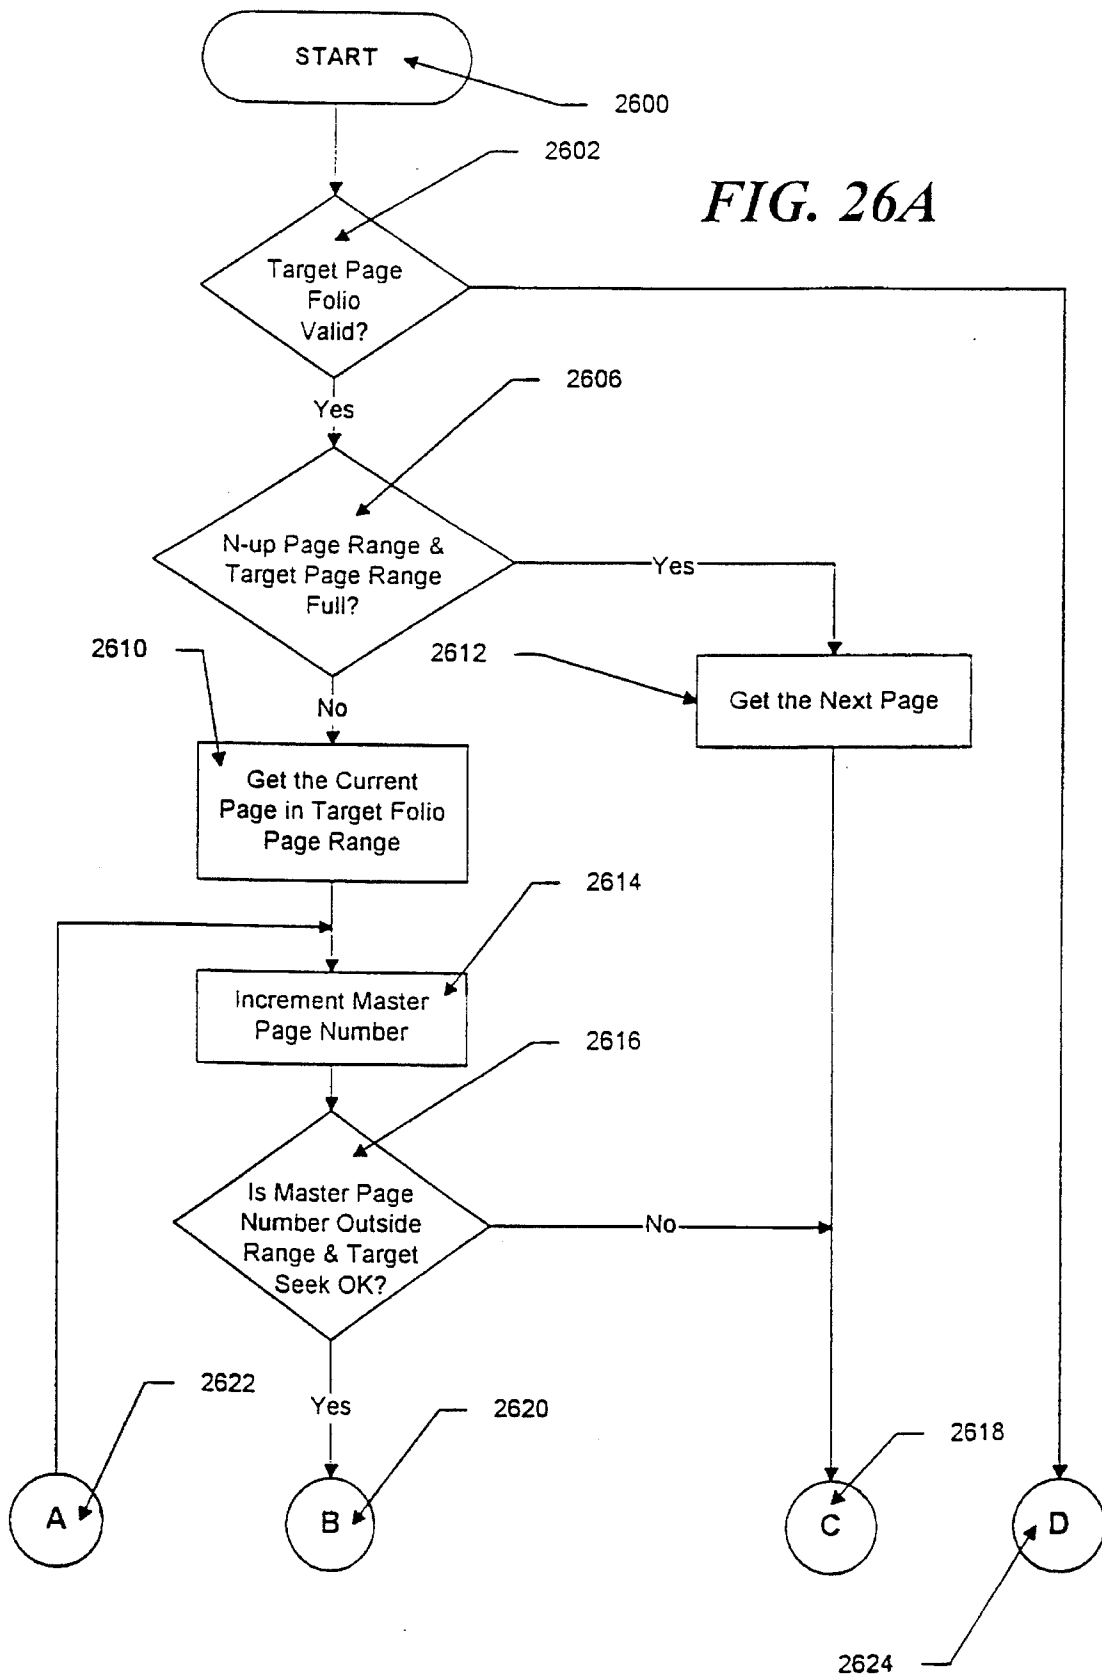 START
2600
2602
FIG. 26A
Target Page
Folio
Valid?
2606
Yes
N-up Page Range &
Target Page Range
Full?
Yes
2610
2612
No
Get the Next Page
Get the Current
Page in Target Folio
Page Range
2614
Increment Master
Page Number
2616
Is Master Page
Number Outside
Range & Target
Seek OK?
No
2622
Yes
2620
2618
A
B
C
D
2624